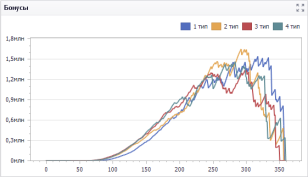 Бонусы
1 тип 2 тип 3 тип 4 тип
1,8млн
1,5млн
1,2млн
0,9млн
0,6млн
0,3млн
0млн
0 50 100 150 200 250 300 350